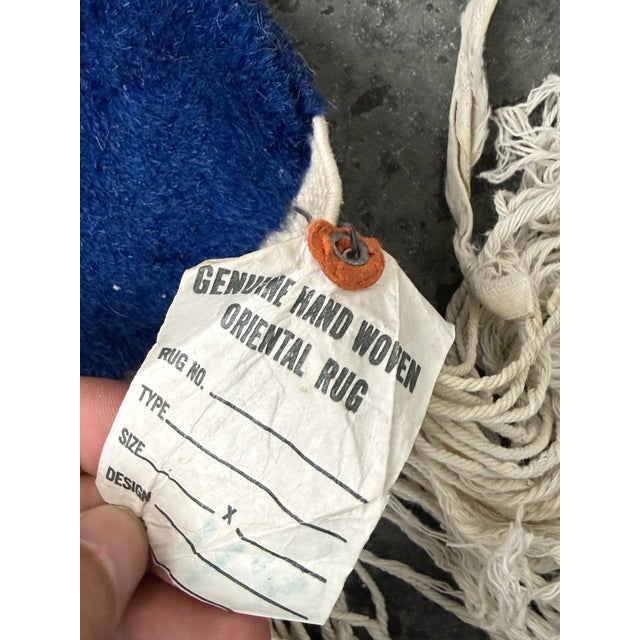 GENUINE HAND WOVEN
ORIENTAL RUG
RUG NO.
TYPE
SIZE X
DESIGN